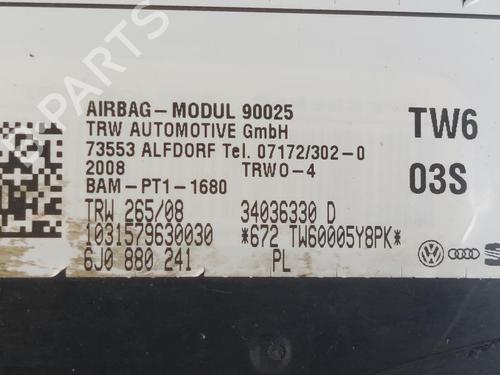 PARTS
AIRBAG-MODUL 90025
TRW AUTOMOTIVE GmbH
73553 ALFDORF Tel. 07172/302-0
2008 TRWO-4
BAM-PT1-1680
TRW 265/08 34036330 D
1031579630030 *672 TW60005Y8PK*
6J0 880 241 PL
TW6
03S